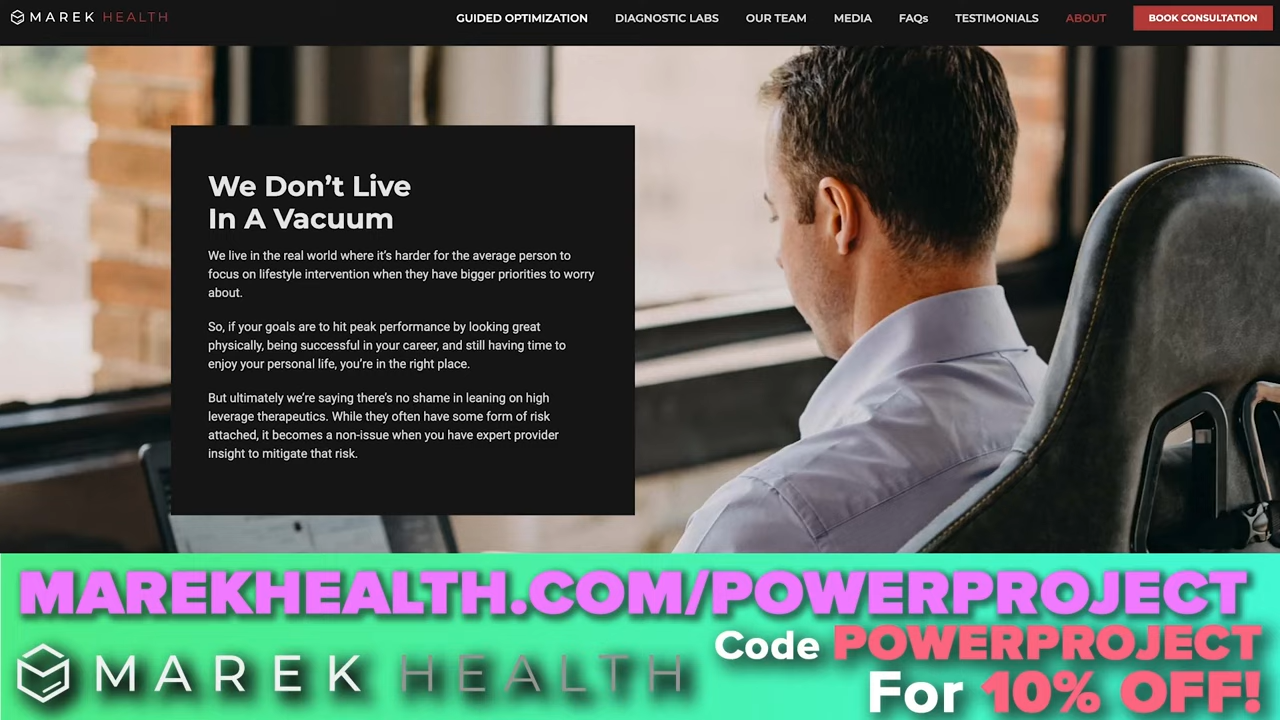 MAREK HEALTH
GUIDED OPTIMIZATION DIAGNOSTIC LABS OUR TEAM MEDIA FAQs TESTIMONIALS ABOUT BOOK CONSULTATION
We Don’t Live
In A Vacuum
We live in the real world where it’s harder for the average person to
focus on lifestyle intervention when they have bigger priorities to worry
about.
So, if your goals are to hit peak performance by looking great
physically, being successful in your career, and still having time to
enjoy your personal life, you’re in the right place.
But ultimately we’re saying there’s no shame in leaning on high
leverage therapeutics. While they often have some form of risk
attached, it becomes a non-issue when you have expert provider
insight to mitigate that risk.
MAREKHEALTH.COM/POWERPROJECT
MAREK HEALTH
Code POWERPROJECT
For 10% OFF!